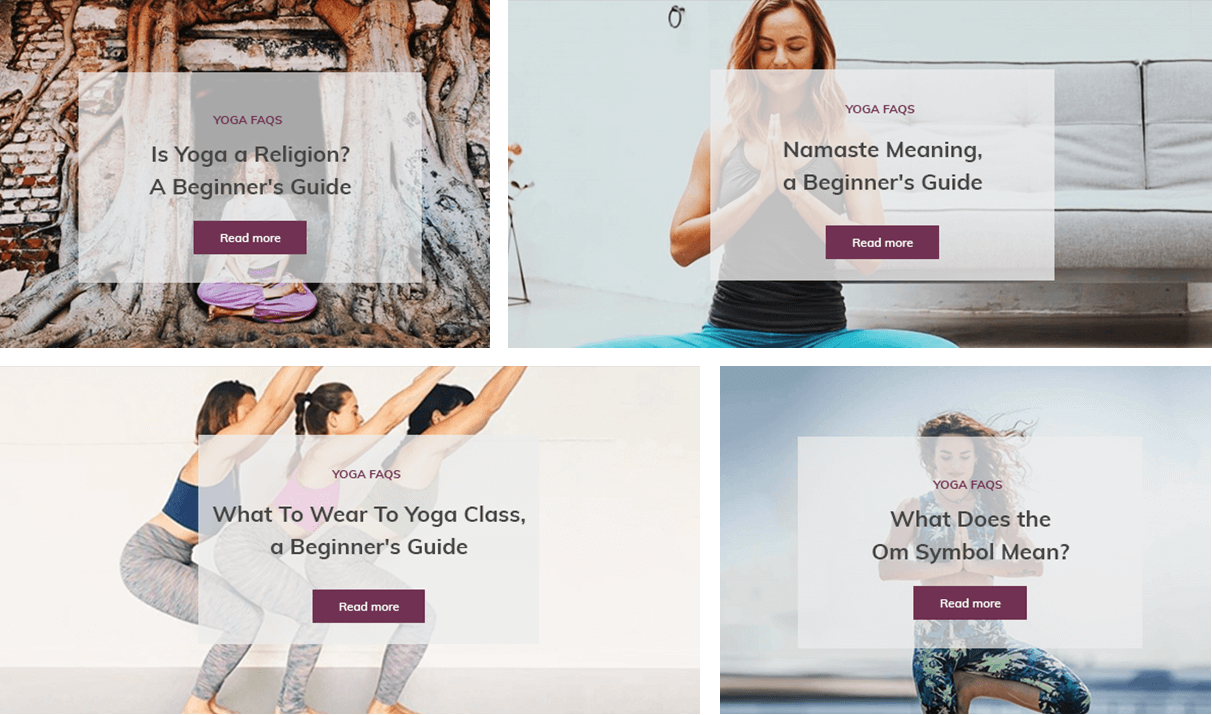 YOGA FAQS
Is Yoga a Religion?
A Beginner's Guide
Read more
YOGA FAQS
Namaste Meaning,
a Beginner's Guide
Read more
YOGA FAQS
What To Wear To Yoga Class,
a Beginner's Guide
Read more
YOGA FAQS
What Does the
Om Symbol Mean?
Read more